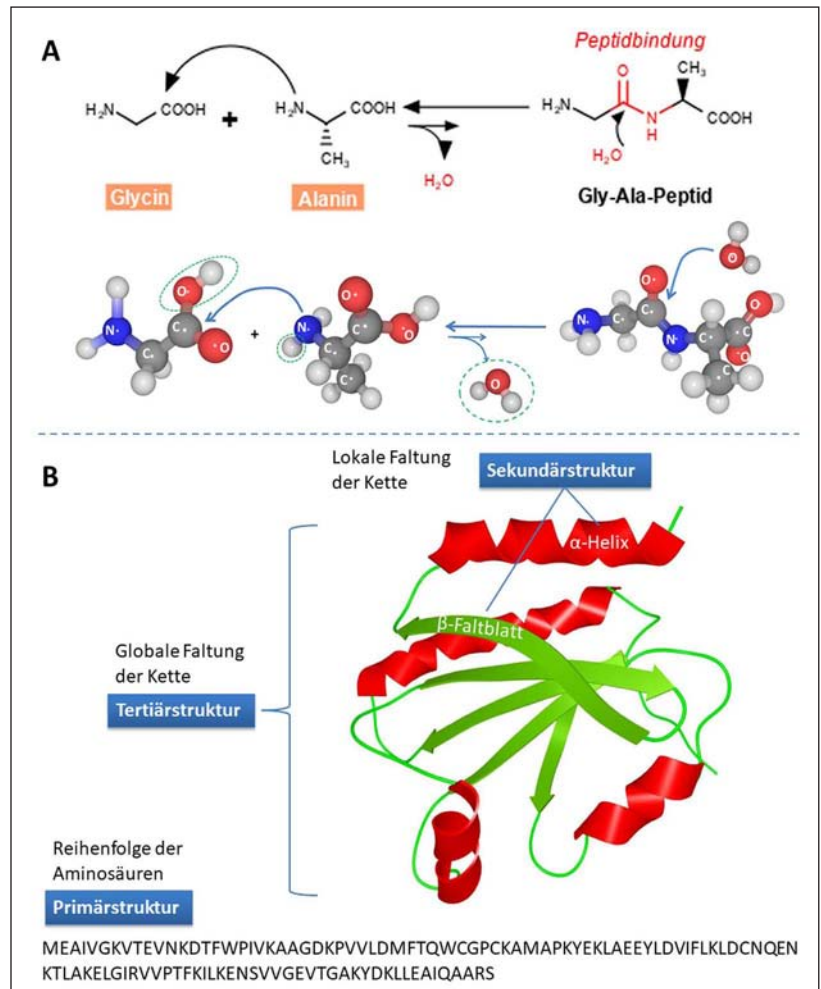 A
Peptidbindung
H₂N
COOH
+
H₂N
COOH
CH₃
H₂O
H₂N
O
N
H
CH₃
COOH
H₂O
Glycin
Alanin
Gly-Ala-Peptid
N
C
C
O
O
+
N
C
C
C
O
O
O
N
C
C
O
N
C
C
O
O
C
O
B
Lokale Faltung
der Kette
Sekundärstruktur
α-Helix
β-Faltblatt
Globale Faltung
der Kette
Tertiärstruktur
Reihenfolge der
Aminosäuren
Primärstruktur
MEAIVGKVTEVNKDTFWPIVKAAGDKPVVLDMFTQWCGPCKAMAPKYEKLAEEYLDVIFLKLDCNQEN
KTLAKELGIRVVPTFKILKENSVVGEVTGAKYDKLLEAIQAARS